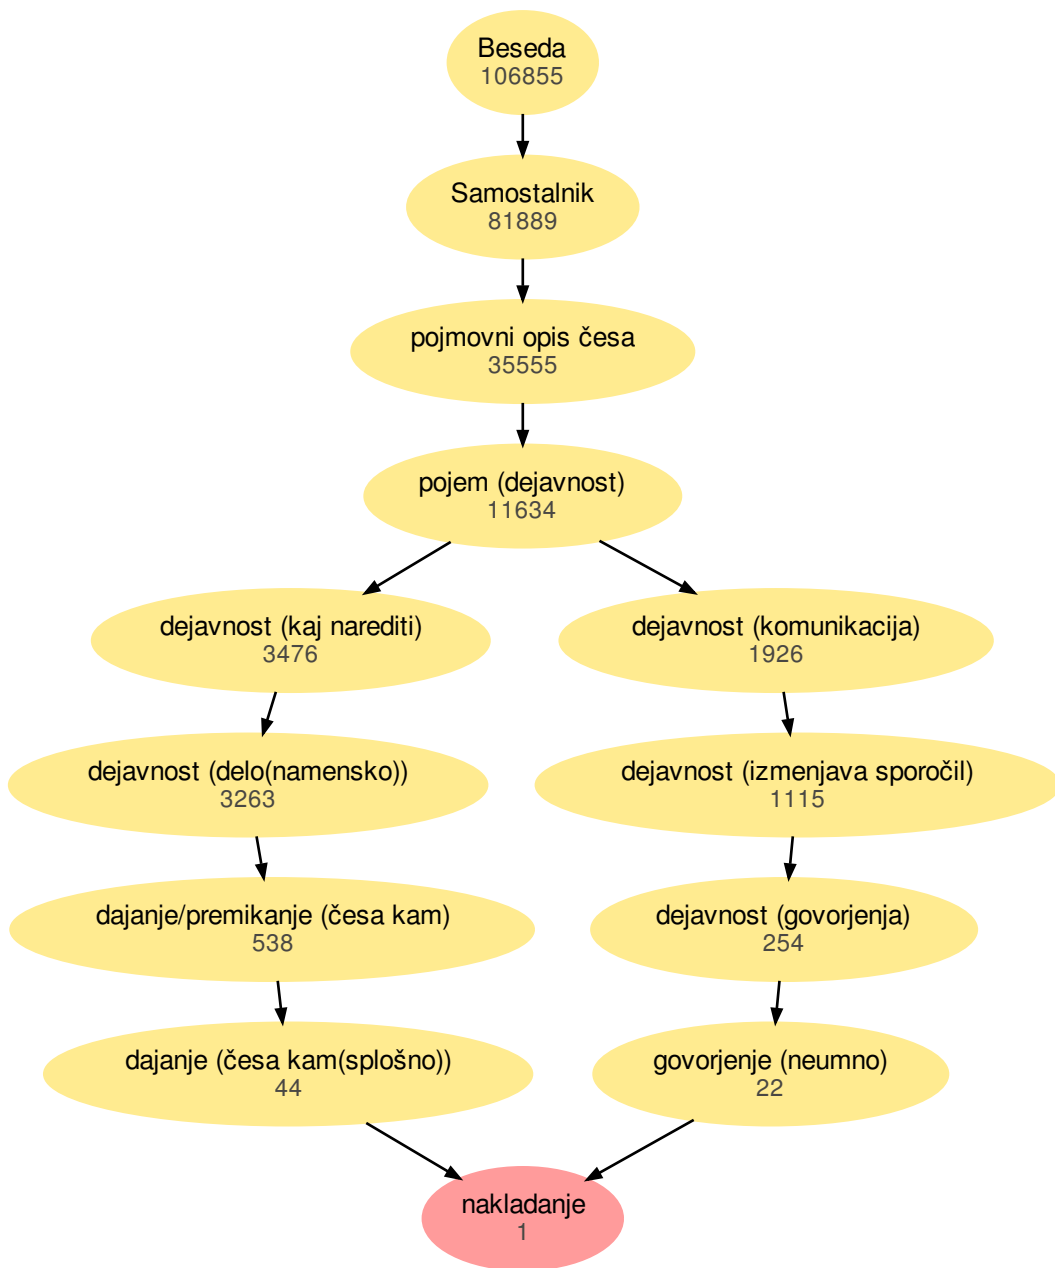 Beseda
106855
Samostalnik
81889
pojmovni opis česa
35555
pojem (dejavnost)
11634
dejavnost (kaj narediti)
3476
dejavnost (komunikacija)
1926
dejavnost (delo(namensko))
3263
dejavnost (izmenjava sporočil)
1115
dajanje/premikanje (česa kam)
538
dejavnost (govorjenja)
254
dajanje (česa kam(splošno))
44
govorjenje (neumno)
22
nakladanje
1